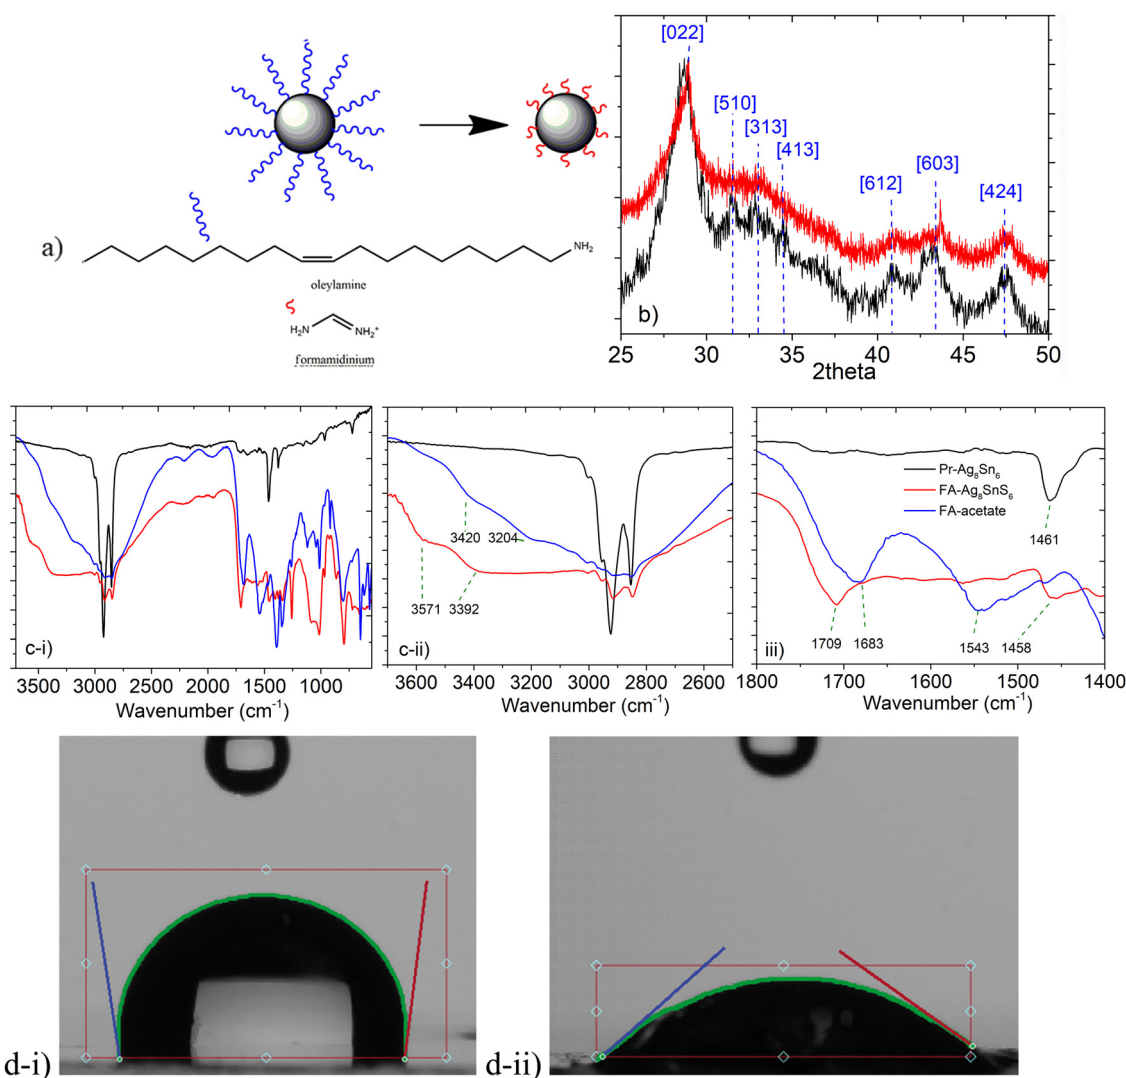 [022]
[510]
[313]
[413]
[612]
[603]
[424]
a)
NH₂
oleylamine
H₂N
NH₂⁺
formamidinium
b)
25 30 35 40 45 50
2theta
3420 3204
3571 3392
c-i)
3500 3000 2500 2000 1500 1000
Wavenumber (cm⁻¹)
c-ii)
3600 3400 3200 3000 2800 2600
Wavenumber (cm⁻¹)
Pr-Ag₈Sn₆
FA-Ag₈SnS₆
FA-acetate
1461
1709 1683 1543 1458
iii)
1800 1700 1600 1500 1400
Wavenumber (cm⁻¹)
d-i)
d-ii)